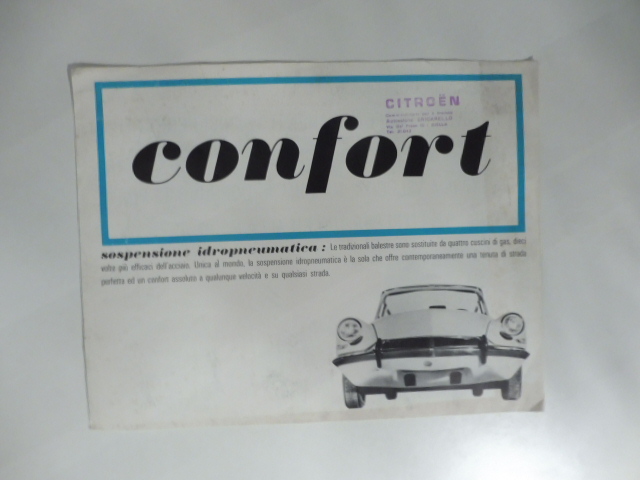 CITROËN
confort
sospensione idropneumatica : Le tradizionali balestre sono sostituite da quattro cuscini di gas, dieci
volte più efficaci dell'acciaio. Unica al mondo, la sospensione idropneumatica è la sola che offre contemporaneamente una tenuta di strada
perfetta ed un confort assoluto a qualunque velocità e su qualsiasi strada.